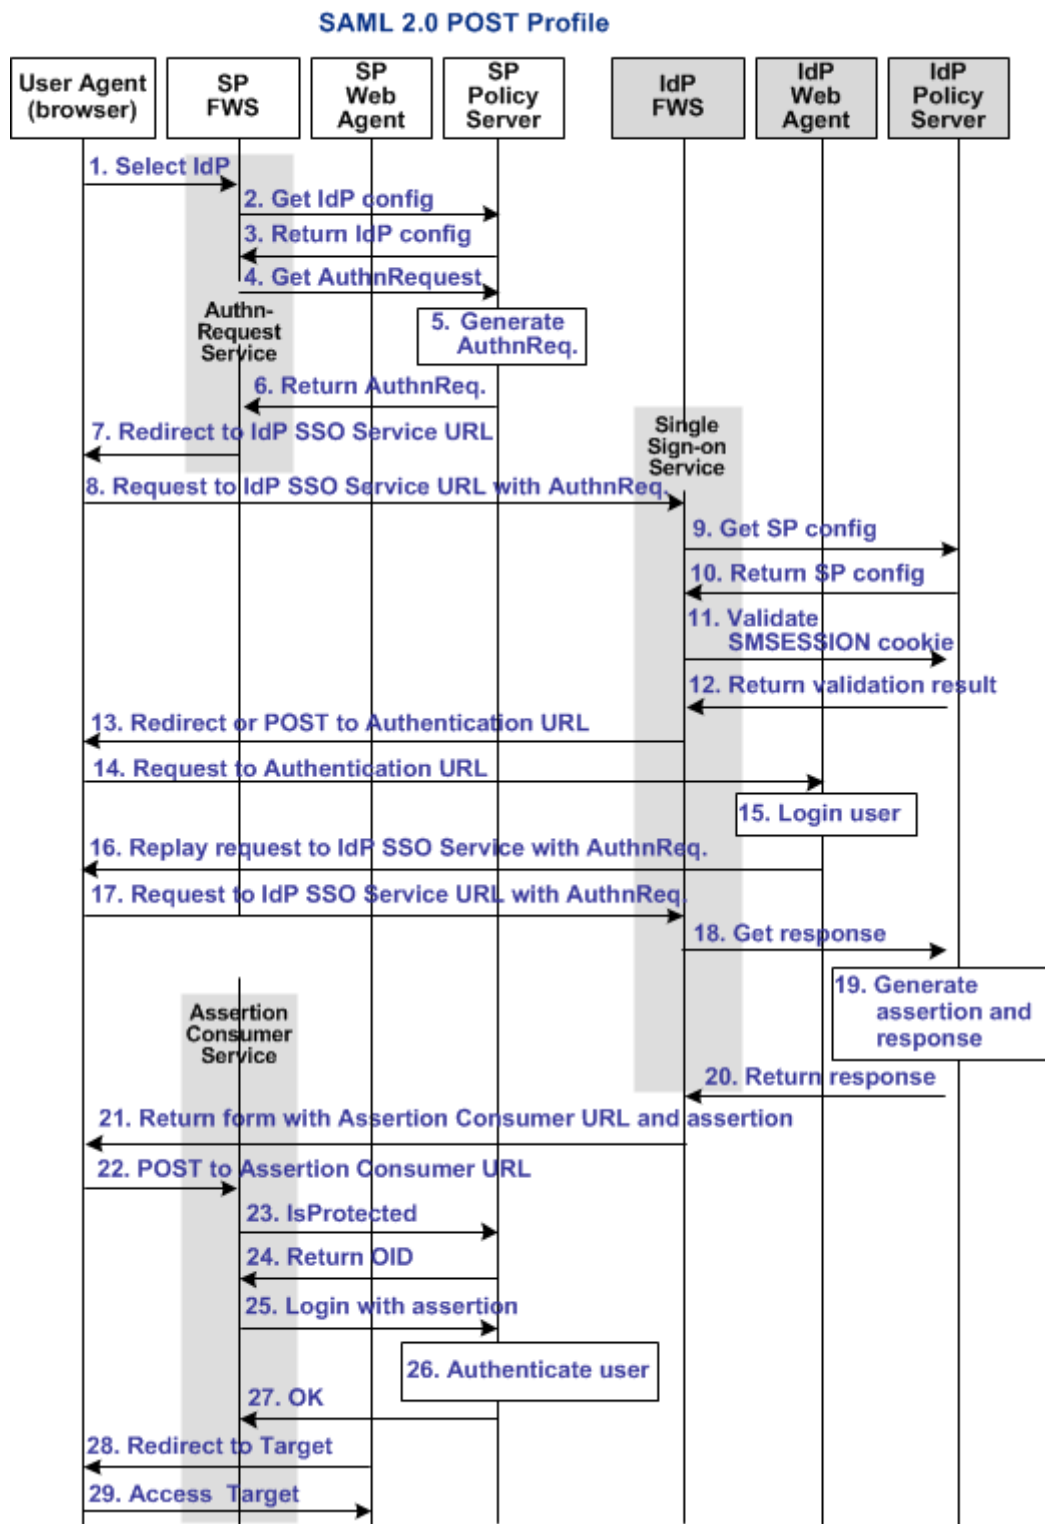 SAML 2.0 POST Profile
User Agent
(browser)
SP
FWS
SP
Web
Agent
SP
Policy
Server
IdP
FWS
IdP
Web
Agent
IdP
Policy
Server
1. Select IdP
2. Get IdP config
3. Return IdP config
4. Get AuthnRequest
Authn-
Request
Service
5. Generate
AuthnReq.
6. Return AuthnReq.
7. Redirect to IdP SSO Service URL
Single
Sign-on
Service
8. Request to IdP SSO Service URL with AuthnReq.
9. Get SP config
10. Return SP config
11. Validate
SMSESSION cookie
12. Return validation result
13. Redirect or POST to Authentication URL
14. Request to Authentication URL
15. Login user
16. Replay request to IdP SSO Service with AuthnReq.
17. Request to IdP SSO Service URL with AuthnReq.
18. Get response
19. Generate
assertion and
response
Assertion
Consumer
Service
20. Return response
21. Return form with Assertion Consumer URL and assertion
22. POST to Assertion Consumer URL
23. IsProtected
24. Return OID
25. Login with assertion
26. Authenticate user
27. OK
28. Redirect to Target
29. Access Target